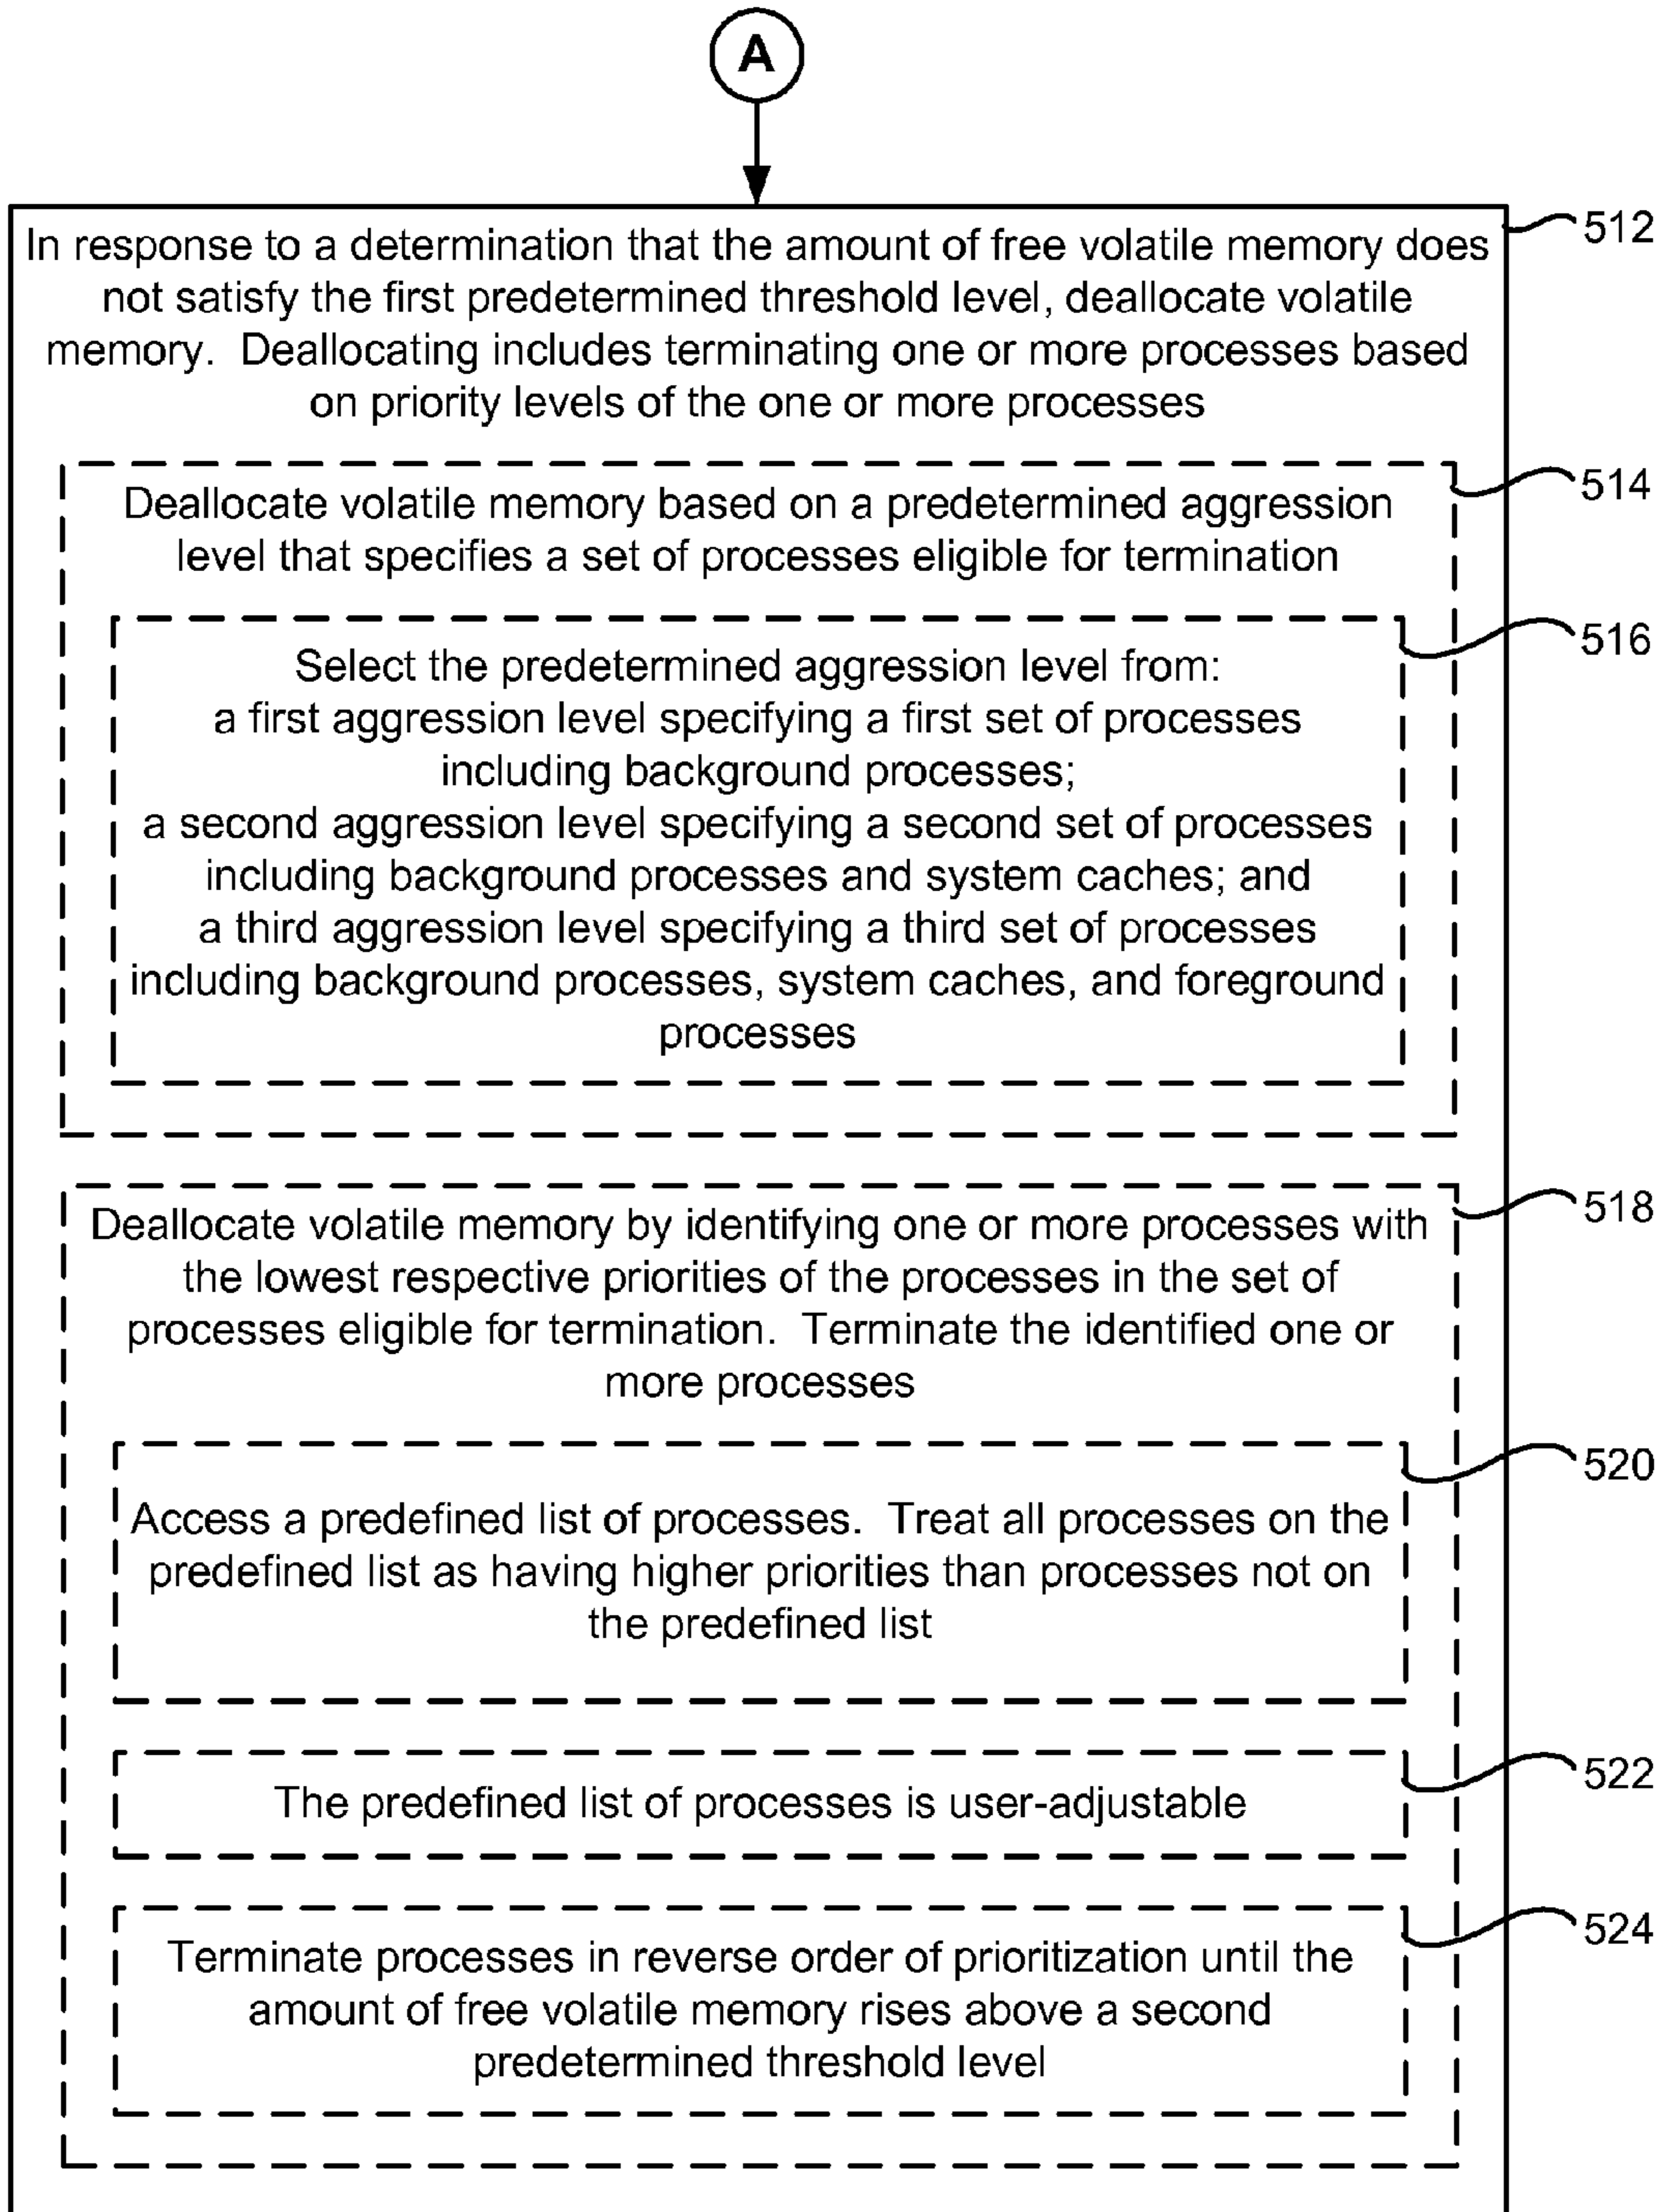 A
In response to a determination that the amount of free volatile memory does
not satisfy the first predetermined threshold level, deallocate volatile
memory.  Deallocating includes terminating one or more processes based
on priority levels of the one or more processes
512
Deallocate volatile memory based on a predetermined aggression
level that specifies a set of processes eligible for termination
514
Select the predetermined aggression level from:
a first aggression level specifying a first set of processes
including background processes;
a second aggression level specifying a second set of processes
including background processes and system caches; and
a third aggression level specifying a third set of processes
including background processes, system caches, and foreground
processes
516
Deallocate volatile memory by identifying one or more processes with
the lowest respective priorities of the processes in the set of
processes eligible for termination.  Terminate the identified one or
more processes
518
Access a predefined list of processes.  Treat all processes on the
predefined list as having higher priorities than processes not on
the predefined list
520
The predefined list of processes is user-adjustable
522
Terminate processes in reverse order of prioritization until the
amount of free volatile memory rises above a second
predetermined threshold level
524